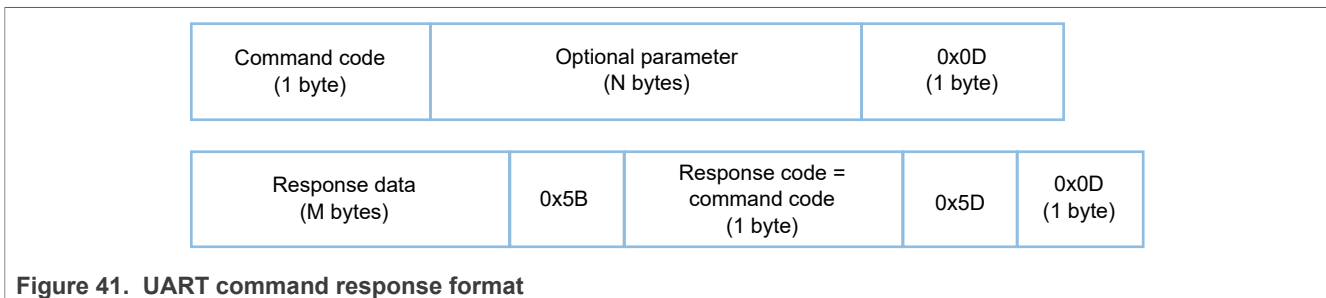 Command code
(1 byte)
Optional parameter
(N bytes)
0x0D
(1 byte)
Response data
(M bytes)
0x5B
Response code =
command code
(1 byte)
0x5D
0x0D
(1 byte)
Figure 41. UART command response format